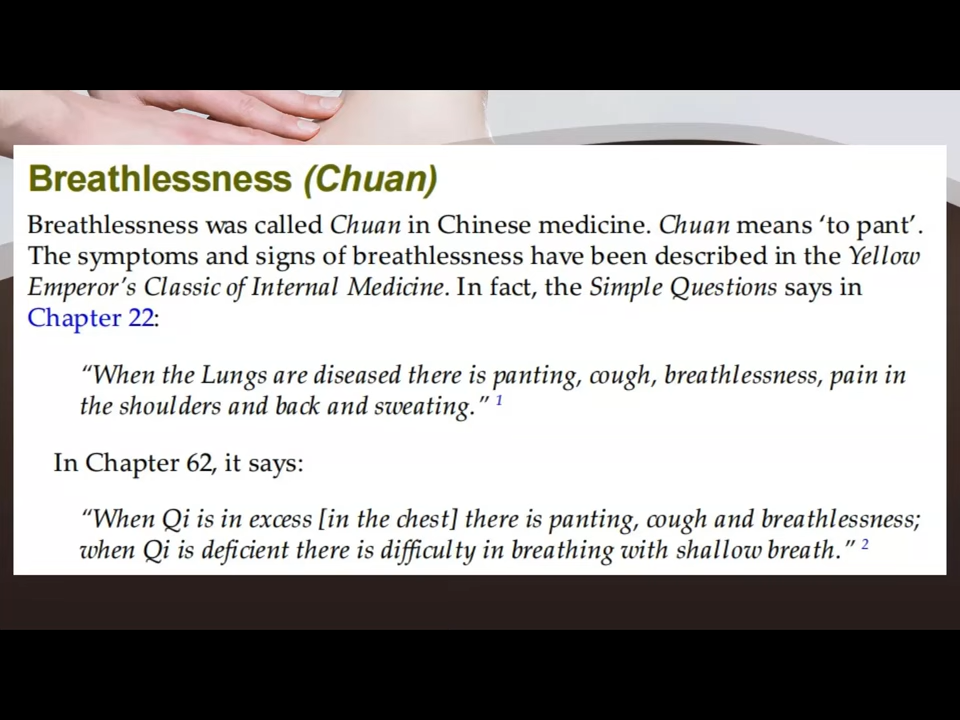 Breathlessness (Chuan)
Breathlessness was called Chuan in Chinese medicine. Chuan means ‘to pant’.
The symptoms and signs of breathlessness have been described in the Yellow
Emperor’s Classic of Internal Medicine. In fact, the Simple Questions says in
Chapter 22:
“When the Lungs are diseased there is panting, cough, breathlessness, pain in
the shoulders and back and sweating.” 1
In Chapter 62, it says:
“When Qi is in excess [in the chest] there is panting, cough and breathlessness;
when Qi is deficient there is difficulty in breathing with shallow breath.” 2